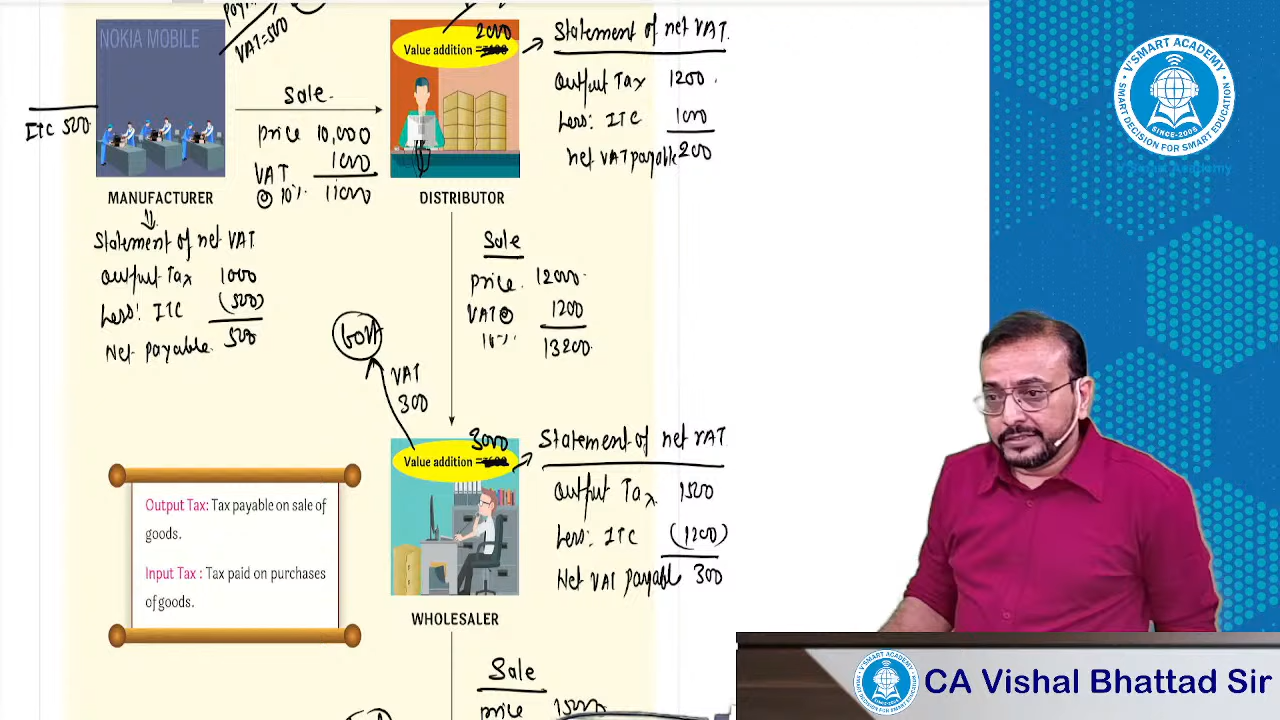 VAT=500
NOKIA MOBILE
ITC 500
MANUFACTURER
Statement of net VAT
Output Tax 1000
Less: ITC (500)
Net payable 500
Sale
Price 10,000
VAT 1000
@ 10% 11000
2000
Value addition =
DISTRIBUTOR
Statement of net VAT
Output Tax 1200
Less: ITC 1000
net VAT payable 200
Sale
Price 12000
VAT @ 1200
10% 13200
Govt
VAT
300
3000
Value addition =
WHOLESALER
Statement of net VAT
Output Tax 1500
Less: ITC (1200)
Net VAT payable 300
Output Tax: Tax payable on sale of
goods.
Input Tax : Tax paid on purchases
of goods.
Sale
price 15000
V'SMART ACADEMY
SINCE-2005
SMART DECISION FOR SMART EDUCATION
Smart Academy
CA Vishal Bhattad Sir